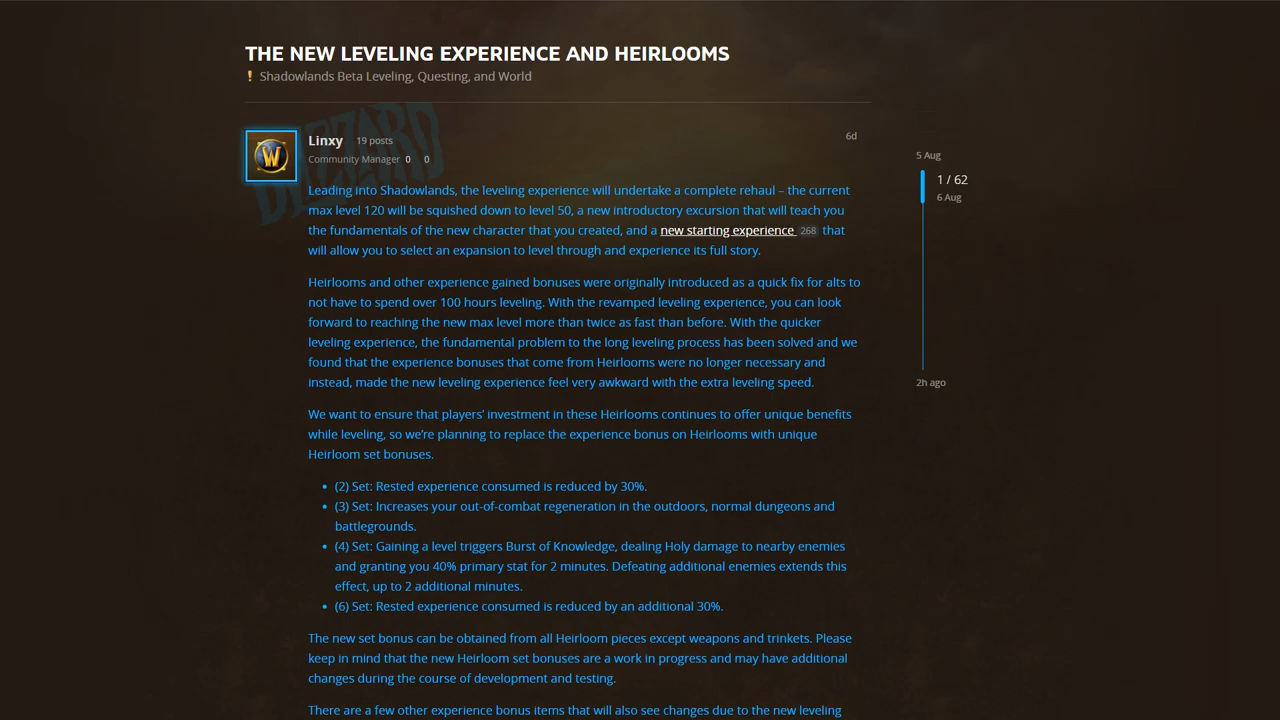 THE NEW LEVELING EXPERIENCE AND HEIRLOOMS
! Shadowlands Beta Leveling, Questing, and World
BLIZZARD
W
Linxy 19 posts
6d
Community Manager 0 0
5 Aug
1 / 62
6 Aug
2h ago
Leading into Shadowlands, the leveling experience will undertake a complete rehaul – the current
max level 120 will be squished down to level 50, a new introductory excursion that will teach you
the fundamentals of the new character that you created, and a new starting experience 268 that
will allow you to select an expansion to level through and experience its full story.
Heirlooms and other experience gained bonuses were originally introduced as a quick fix for alts to
not have to spend over 100 hours leveling. With the revamped leveling experience, you can look
forward to reaching the new max level more than twice as fast than before. With the quicker
leveling experience, the fundamental problem to the long leveling process has been solved and we
found that the experience bonuses that come from Heirlooms were no longer necessary and
instead, made the new leveling experience feel very awkward with the extra leveling speed.
We want to ensure that players’ investment in these Heirlooms continues to offer unique benefits
while leveling, so we’re planning to replace the experience bonus on Heirlooms with unique
Heirloom set bonuses.
• (2) Set: Rested experience consumed is reduced by 30%.
• (3) Set: Increases your out-of-combat regeneration in the outdoors, normal dungeons and
battlegrounds.
• (4) Set: Gaining a level triggers Burst of Knowledge, dealing Holy damage to nearby enemies
and granting you 40% primary stat for 2 minutes. Defeating additional enemies extends this
effect, up to 2 additional minutes.
• (6) Set: Rested experience consumed is reduced by an additional 30%.
The new set bonus can be obtained from all Heirloom pieces except weapons and trinkets. Please
keep in mind that the new Heirloom set bonuses are a work in progress and may have additional
changes during the course of development and testing.
There are a few other experience bonus items that will also see changes due to the new leveling